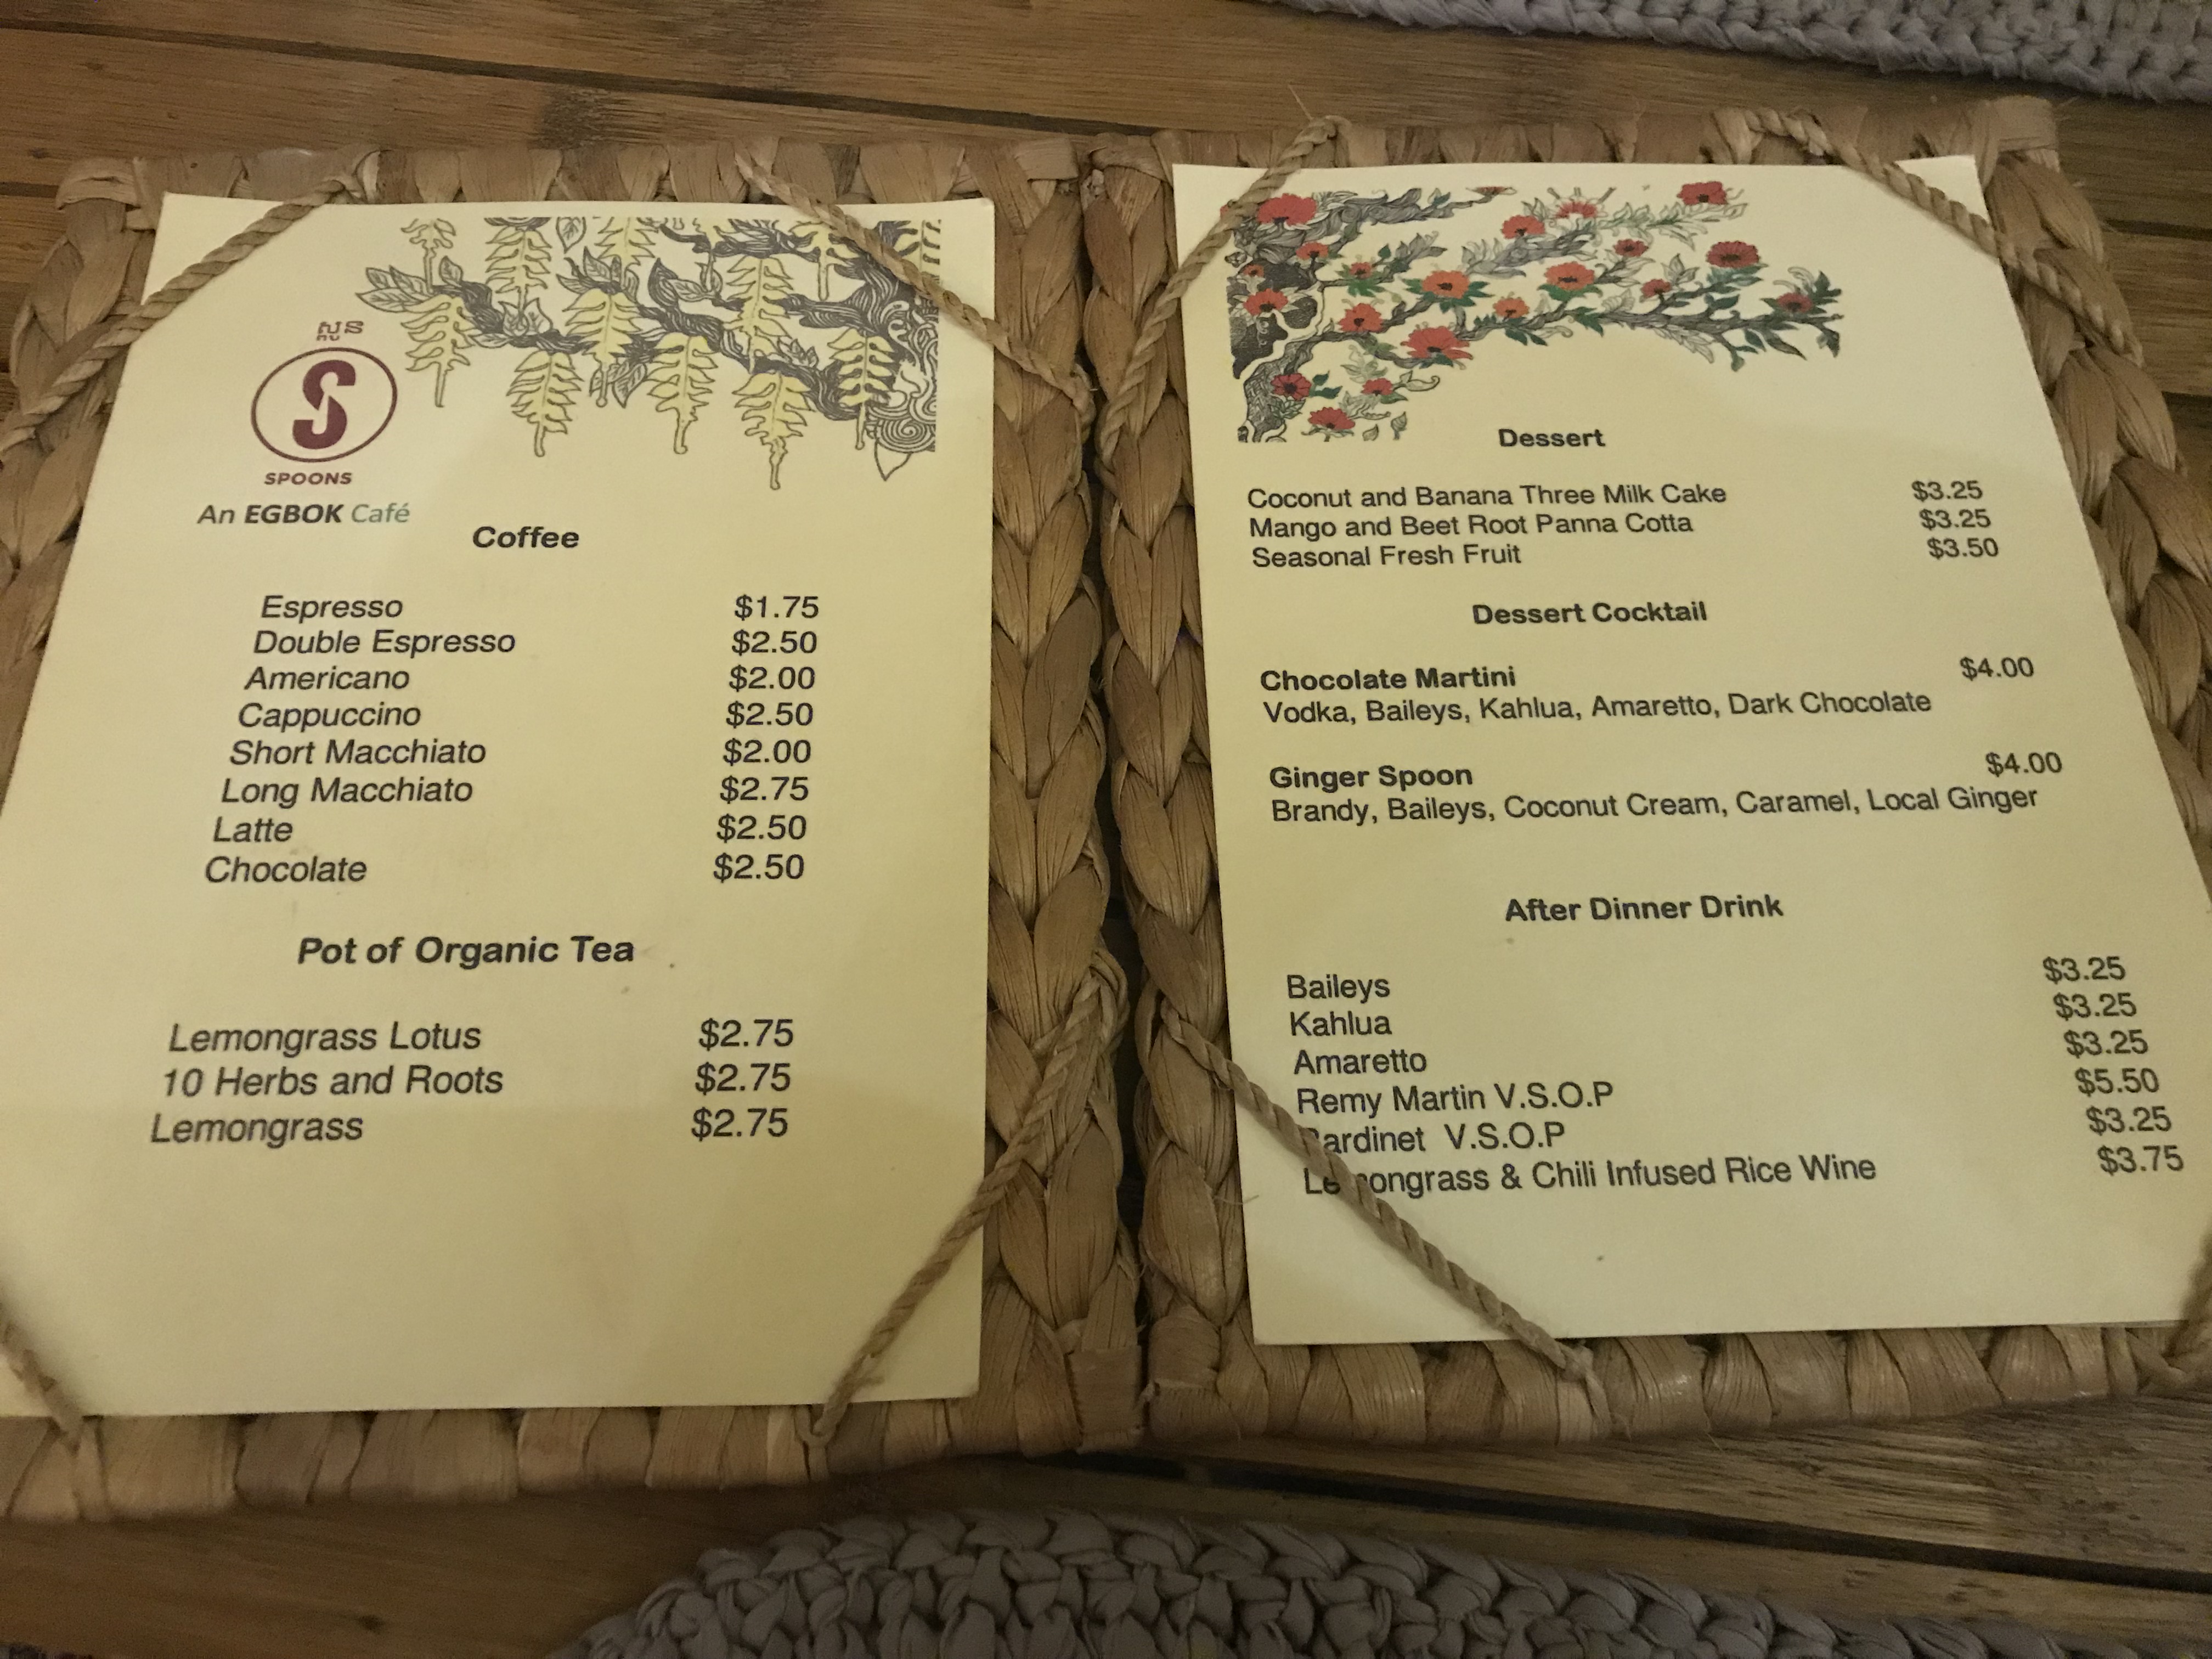 ស្ពូន
SPOONS
An EGBOK Café
Coffee
Espresso $1.75
Double Espresso $2.50
Americano $2.00
Cappuccino $2.50
Short Macchiato $2.00
Long Macchiato $2.75
Latte $2.50
Chocolate $2.50
Pot of Organic Tea
Lemongrass Lotus $2.75
10 Herbs and Roots $2.75
Lemongrass $2.75
Dessert
Coconut and Banana Three Milk Cake $3.25
Mango and Beet Root Panna Cotta $3.25
Seasonal Fresh Fruit $3.50
Dessert Cocktail
Chocolate Martini $4.00
Vodka, Baileys, Kahlua, Amaretto, Dark Chocolate
Ginger Spoon $4.00
Brandy, Baileys, Coconut Cream, Caramel, Local Ginger
After Dinner Drink
Baileys $3.25
Kahlua $3.25
Amaretto $3.25
Remy Martin V.S.O.P $5.50
Bardinet V.S.O.P $3.25
Lemongrass & Chili Infused Rice Wine $3.75